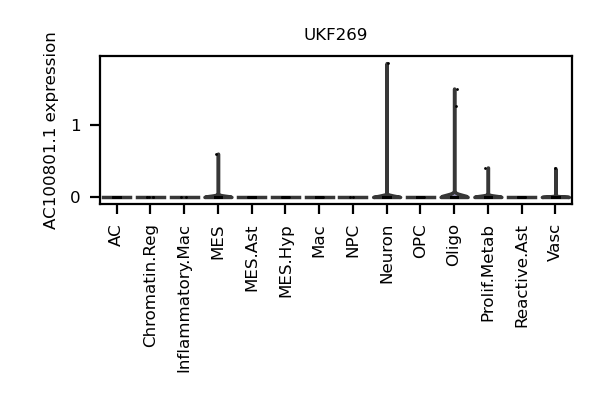 UKF269
AC100801.1 expression
1
0
AC
Chromatin.Reg
Inflammatory.Mac
MES
MES.Ast
MES.Hyp
Mac
NPC
Neuron
OPC
Oligo
Prolif.Metab
Reactive.Ast
Vasc